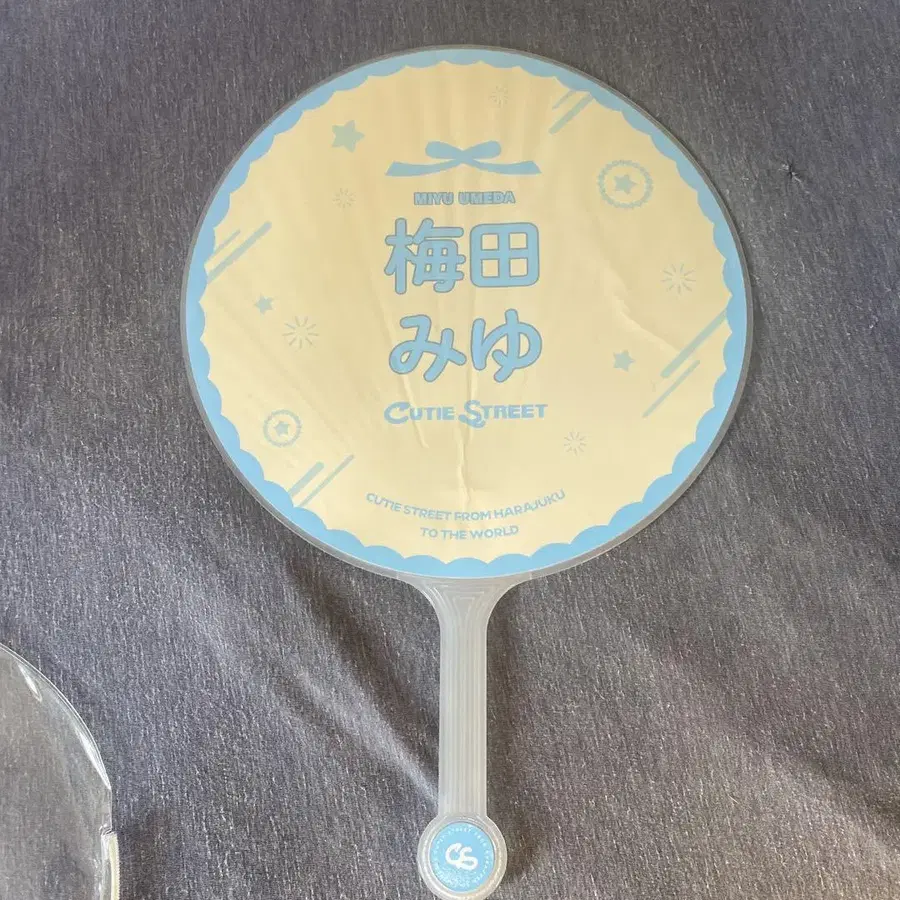 MIYU UMEDA
梅田
みゆ
CUTIE STREET
CUTIE STREET FROM HARAJUKU
TO THE WORLD
CS